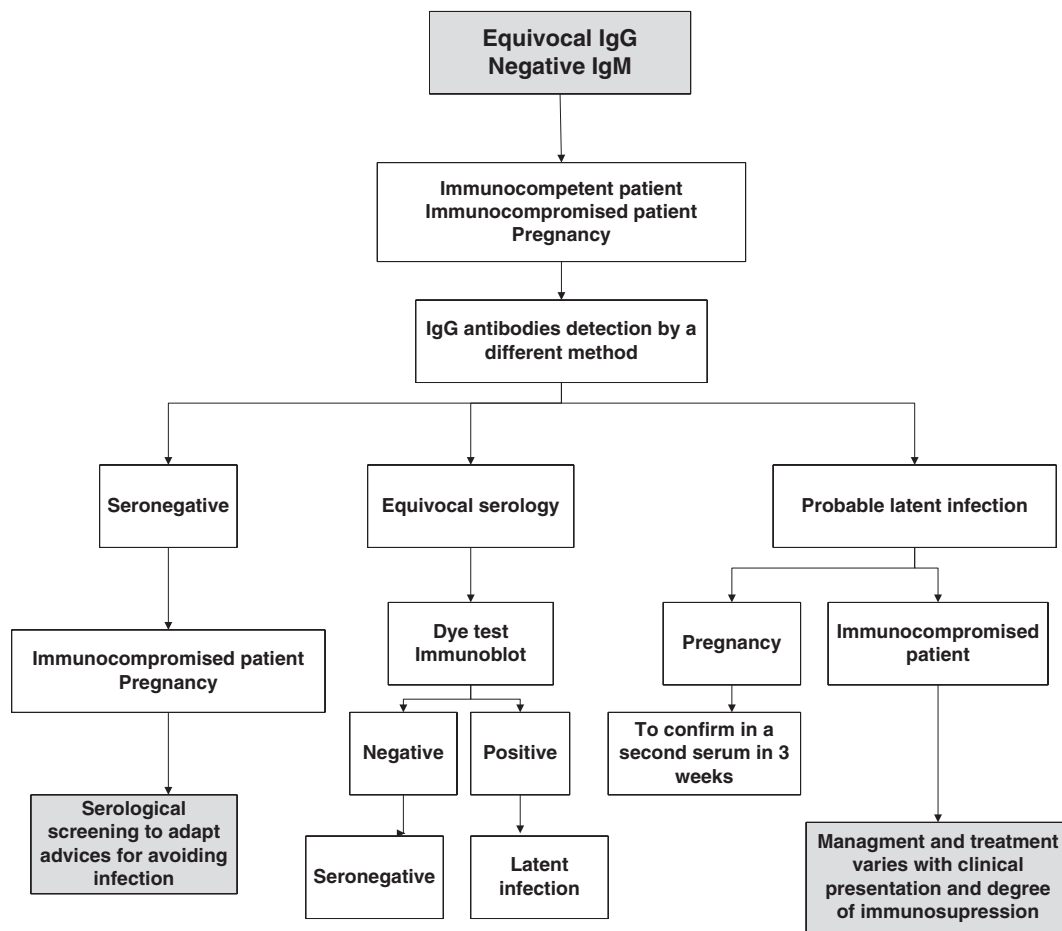 Equivocal IgG
Negative IgM
Immunocompetent patient
Immunocompromised patient
Pregnancy
IgG antibodies detection by a
different method
Seronegative
Equivocal serology
Probable latent infection
Immunocompromised patient
Pregnancy
Dye test
Immunoblot
Pregnancy
Immunocompromised
patient
Negative
Positive
To confirm in a
second serum in 3
weeks
Serological
screening to adapt
advices for avoiding
infection
Seronegative
Latent
infection
Managment and treatment
varies with clinical
presentation and degree
of immunosupression